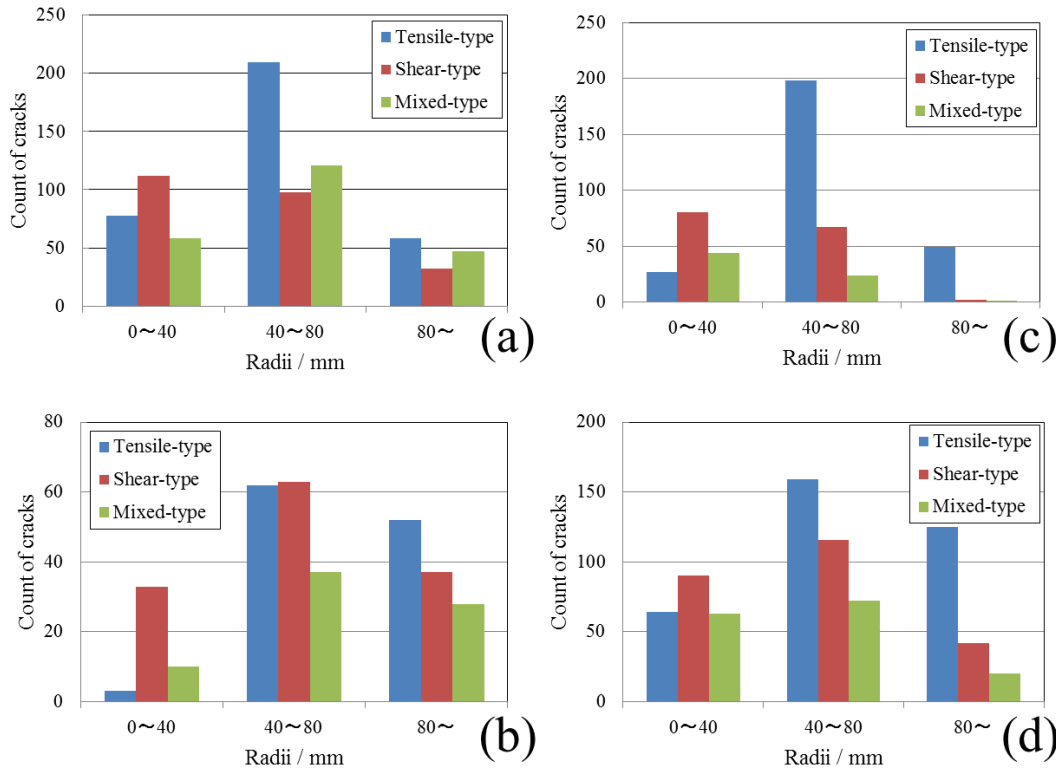 250
200
150
100
50
0
Count of cracks
Tensile-type
Shear-type
Mixed-type
0～40 40～80 80～
Radii / mm
(a)
250
200
150
100
50
0
Count of cracks
Tensile-type
Shear-type
Mixed-type
0～40 40～80 80～
Radii / mm
(c)
80
60
40
20
0
Count of cracks
Tensile-type
Shear-type
Mixed-type
0～40 40～80 80～
Radii / mm
(b)
200
150
100
50
0
Count of cracks
Tensile-type
Shear-type
Mixed-type
0～40 40～80 80～
Radii / mm
(d)